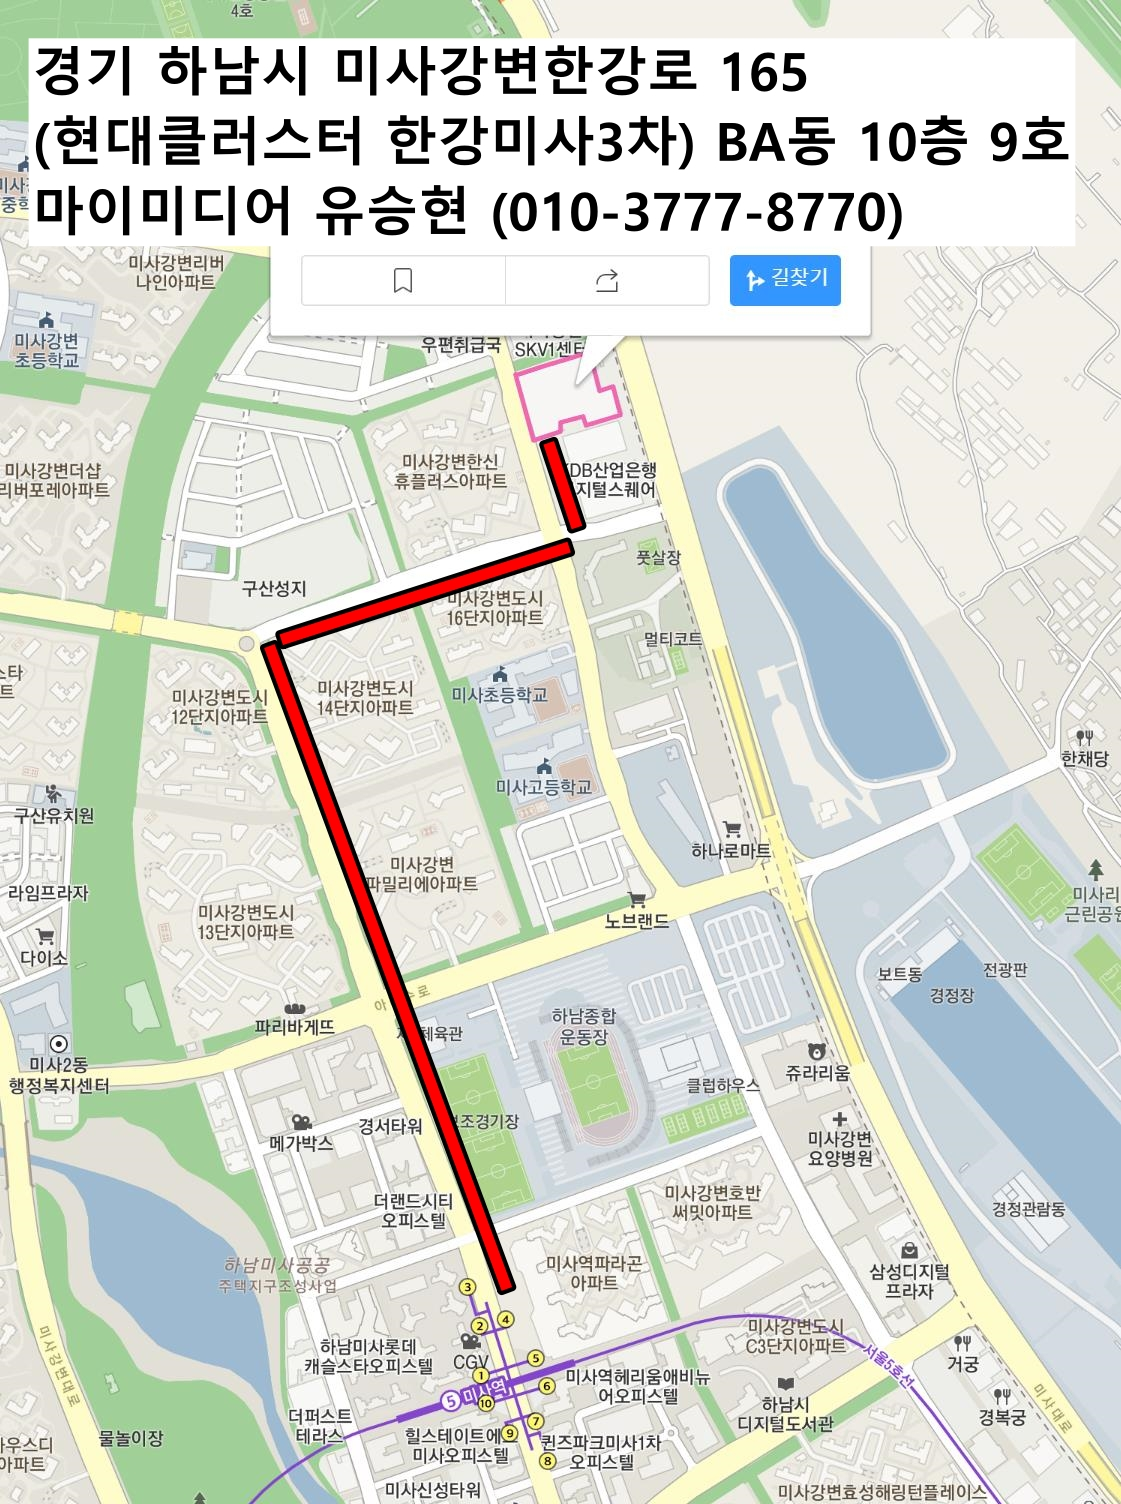 4호
경기 하남시 미사강변한강로 165
(현대클러스터 한강미사3차) BA동 10층 9호
마이미디어 유승현 (010-3777-8770)
미사강변리버
나인아파트
길찾기
미사강변
초등학교
우편취급국
SKV1센터
미사강변더샵
리버포레아파트
미사강변한신
휴플러스아파트
KDB산업은행
디지털스퀘어
구산성지
풋살장
미사강변도시
16단지아파트
멀티코트
미사강변도시
12단지아파트
미사강변도시
14단지아파트
미사초등학교
미사고등학교
한채당
구산유치원
하나로마트
미사강변
파밀리에아파트
라임프라자
미사강변도시
13단지아파트
노브랜드
미사리
근린공원
다이소
보트동
전광판
경정장
파리바게뜨
체육관
하남종합
운동장
미사2동
행정복지센터
쥬라리움
클럽하우스
메가박스
경서타워
보조경기장
미사강변
요양병원
더랜드시티
오피스텔
미사강변호반
써밋아파트
경정관람동
하남미사공공
주택지구조성사업
미사역파라곤
아파트
삼성디지털
프라자
3
4
2
하남미사롯데
캐슬스타오피스텔
CGV
미사강변도시
C3단지아파트
서울5호선
거궁
미사강변대로
1
5
5 미사역
6
10
미사역헤리움애비뉴
어오피스텔
하남시
디지털도서관
경복궁
미사대로
더퍼스트
테라스
물놀이장
힐스테이트에
미사오피스텔
7
9
8
퀸즈파크미사1차
오피스텔
미사신성타워
미사강변효성해링턴플레이스